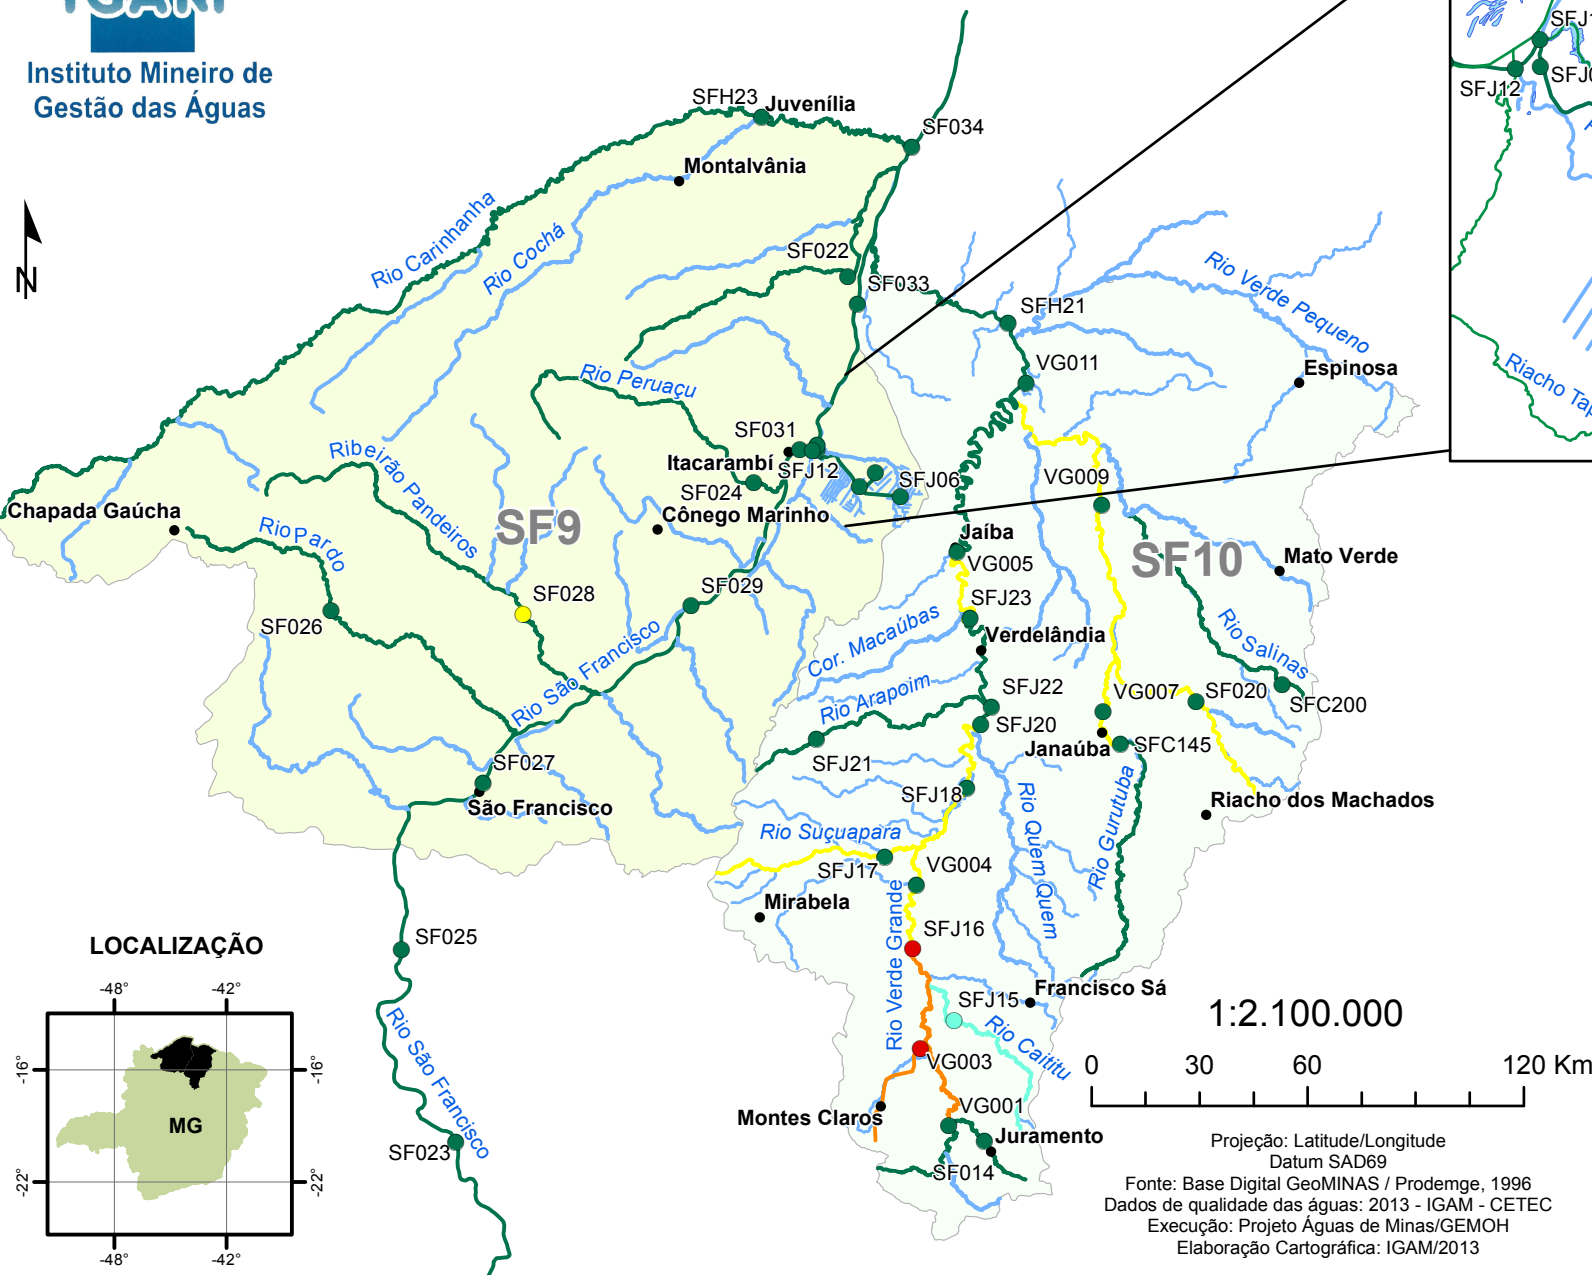 IGAM
Instituto Mineiro de
Gestão das Águas
N
SFH23
Juvenília
SF034
Montalvânia
Rio Carinhanha
Rio Cochá
SF022
SF033
SFH21
Rio Verde Pequeno
VG011
Espinosa
Rio Peruaçu
SF031
Itacarambí
SFJ12
SF024
SFJ06
Cônego Marinho
VG009
Ribeirão Pandeiros
Chapada Gaúcha
Rio Pardo
SF9
SF10
Jaíba
VG005
Mato Verde
SF028
SF029
SFJ23
SF026
Cor. Macaúbas
Verdelândia
Rio Salinas
Rio São Francisco
Rio Arapoim
SFJ22
SFJ20
VG007
SF020
SFC200
Janaúba
SFC145
SFJ21
SF027
São Francisco
SFJ18
Rio Quem Quem
Rio Gurutuba
Riacho dos Machados
Rio Suçuapara
SFJ17
VG004
Mirabela
Rio Verde Grande
SFJ16
SF025
Francisco Sá
SFJ15
Rio Caititu
VG003
Rio São Francisco
VG001
Montes Claros
Juramento
SF014
SF023
SFJ12
Riacho
LOCALIZAÇÃO
-48°
-42°
-16°
-16°
MG
-22°
-22°
-48°
-42°
1:2.100.000
0 30 60 120 Km
Projeção: Latitude/Longitude
Datum SAD69
Fonte: Base Digital GeoMINAS / Prodemge, 1996
Dados de qualidade das águas: 2013 - IGAM - CETEC
Execução: Projeto Águas de Minas/GEMOH
Elaboração Cartográfica: IGAM/2013